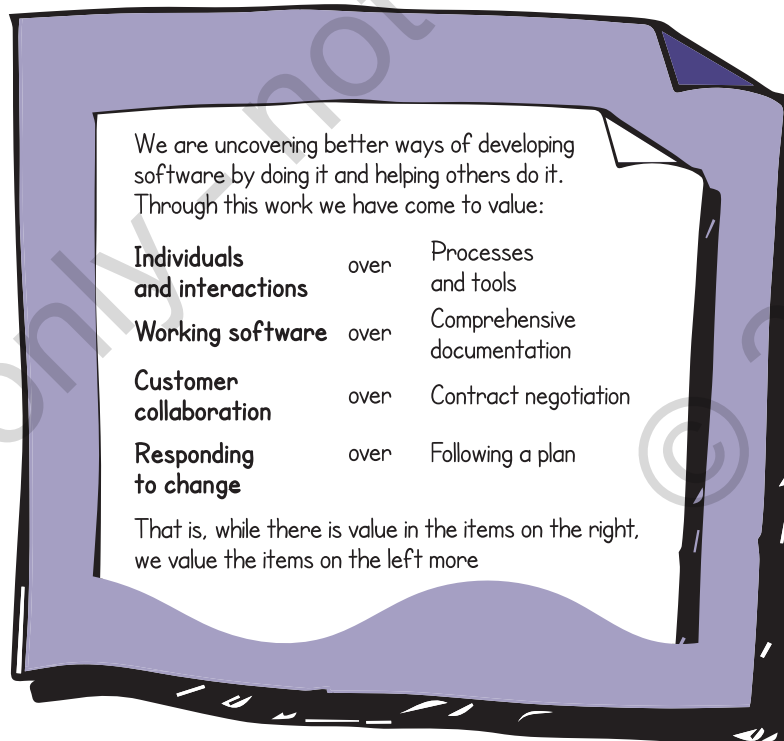 We are uncovering better ways of developing
software by doing it and helping others do it.
Through this work we have come to value:
Individuals
and interactions
over
Processes
and tools
Working software
over
Comprehensive
documentation
Customer
collaboration
over
Contract negotiation
Responding
to change
over
Following a plan
That is, while there is value in the items on the right,
we value the items on the left more
only - not
©